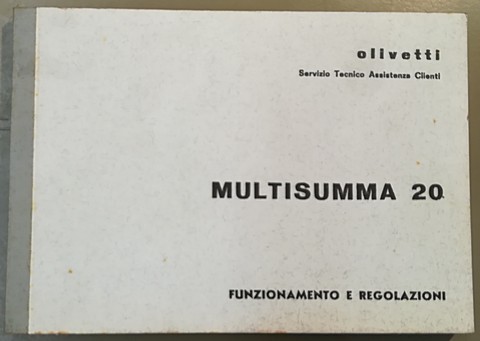 olivetti
Servizio Tecnico Assistenza Clienti
MULTISUMMA 20
FUNZIONAMENTO E REGOLAZIONI